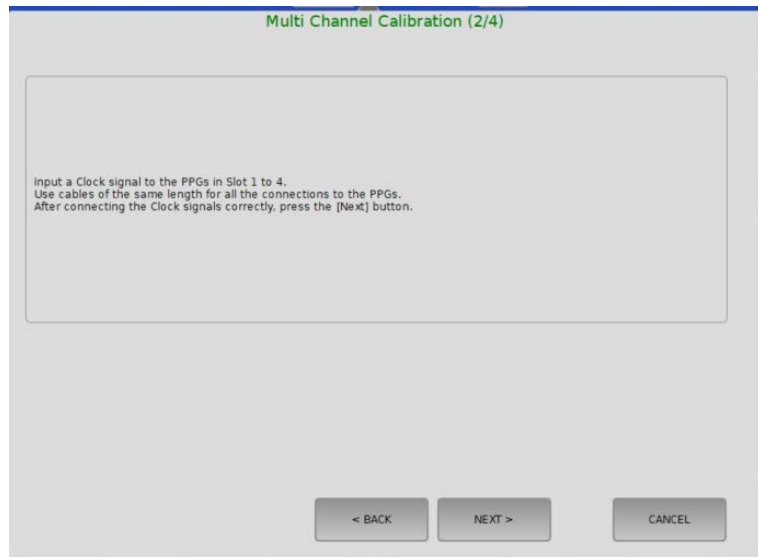 Multi Channel Calibration (2/4)
Input a Clock signal to the PPGs in Slot 1 to 4.
Use cables of the same length for all the connections to the PPGs.
After connecting the Clock signals correctly, press the [Next] button.
< BACK
NEXT >
CANCEL